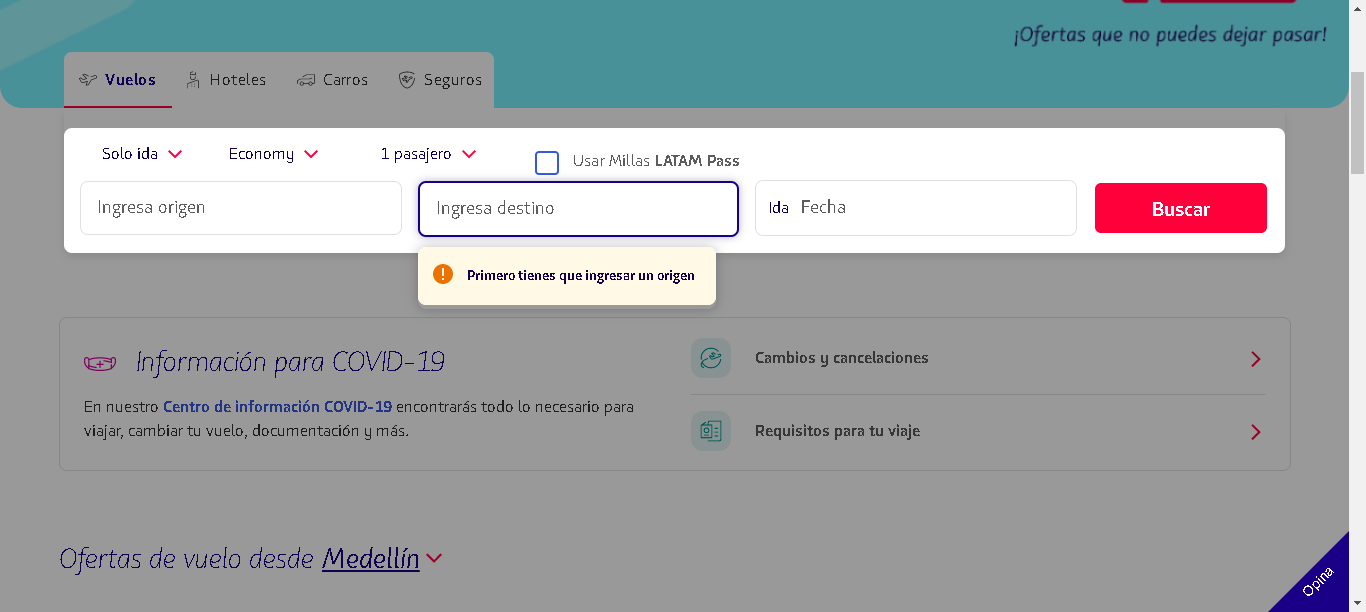 ¡Ofertas que no puedes dejar pasar!
Vuelos Hoteles Carros Seguros
Solo ida Economy 1 pasajero Usar Millas LATAM Pass
Ingresa origen Ingresa destino Ida Fecha Buscar
Primero tienes que ingresar un origen
Información para COVID-19
En nuestro Centro de información COVID-19 encontrarás todo lo necesario para
viajar, cambiar tu vuelo, documentación y más.
Cambios y cancelaciones
Requisitos para tu viaje
Ofertas de vuelo desde Medellín
Opina